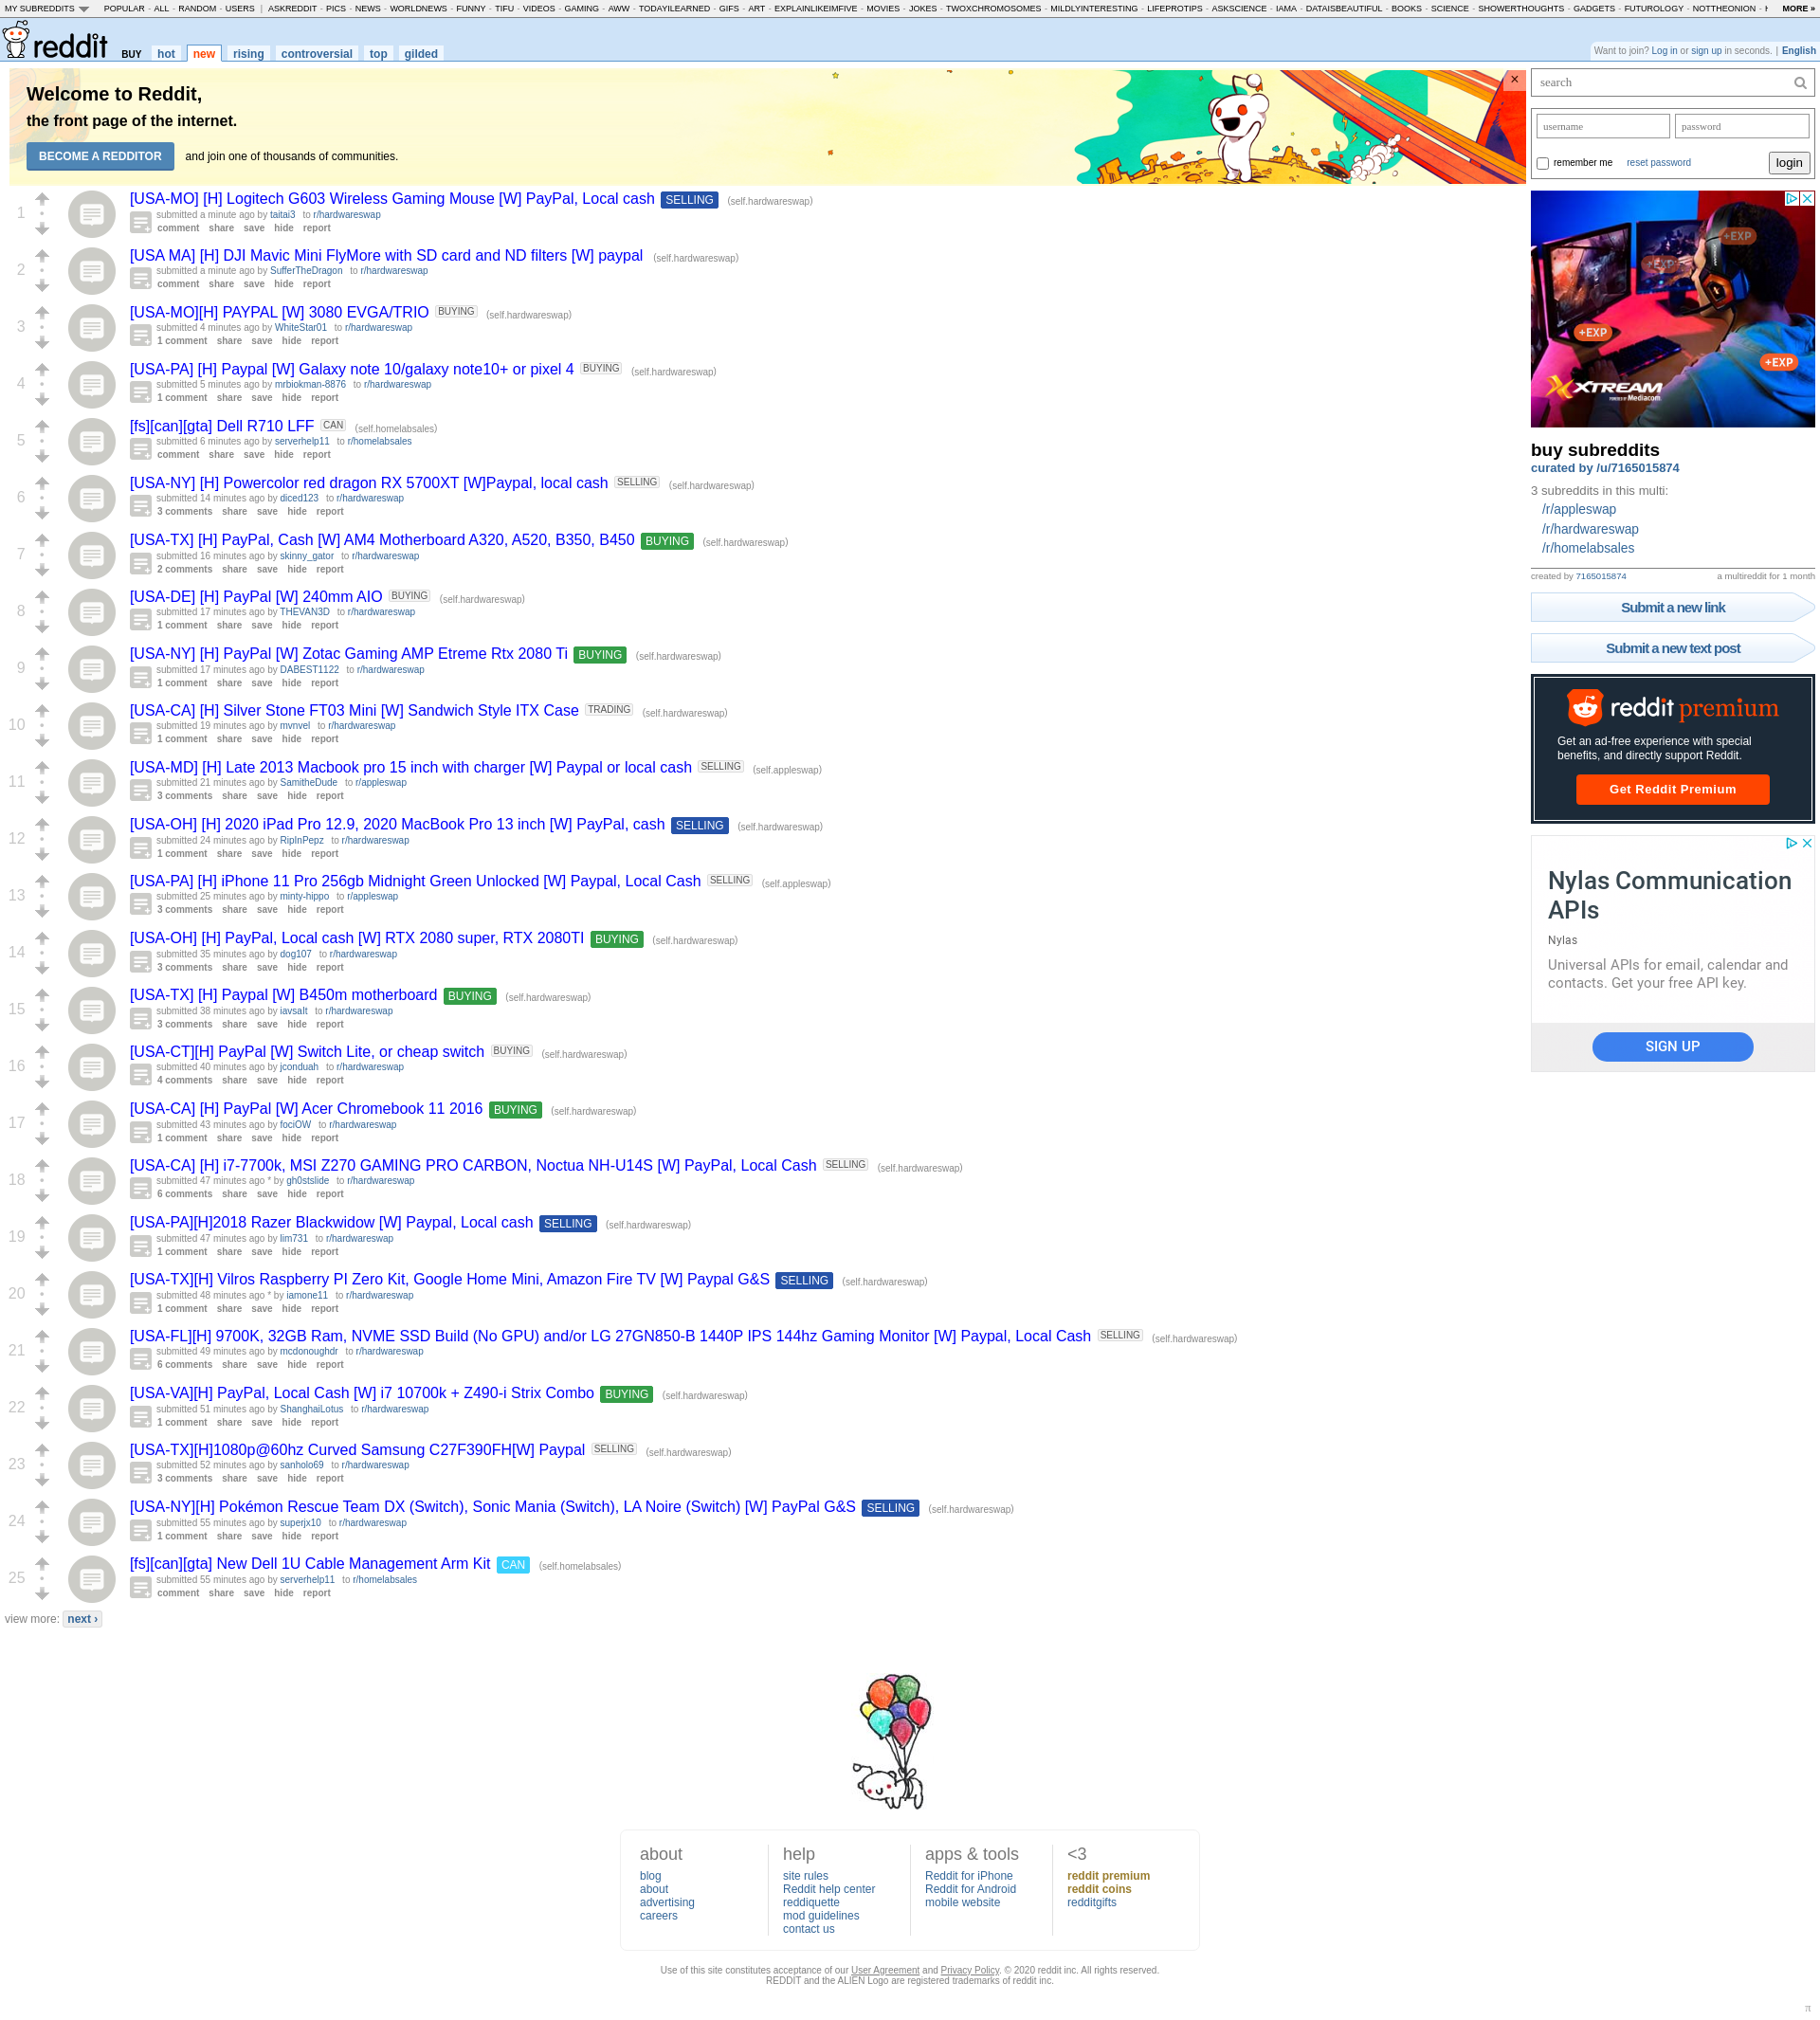 MY SUBREDDITS POPULAR - ALL - RANDOM - USERS | ASKREDDIT - PICS - NEWS - WORLDNEWS - FUNNY - TIFU - VIDEOS - GAMING - AWW - TODAYILEARNED - GIFS - ART - EXPLAINLIKEIMFIVE - MOVIES - JOKES - TWOXCHROMOSOMES - MILDLYINTERESTING - LIFEPROTIPS - ASKSCIENCE - IAMA - DATAISBEAUTIFUL - BOOKS - SCIENCE - SHOWERTHOUGHTS - GADGETS - FUTUROLOGY - NOTTHEONION - MORE »
reddit BUY hot new rising controversial top gilded
Want to join? Log in or sign up in seconds. | English
Welcome to Reddit,
the front page of the internet.
BECOME A REDDITOR and join one of thousands of communities.
×
1
[USA-MO] [H] Logitech G603 Wireless Gaming Mouse [W] PayPal, Local cash SELLING (self.hardwareswap)
submitted a minute ago by taitai3 to r/hardwareswap
comment share save hide report
2
[USA MA] [H] DJI Mavic Mini FlyMore with SD card and ND filters [W] paypal (self.hardwareswap)
submitted a minute ago by SufferTheDragon to r/hardwareswap
comment share save hide report
3
[USA-MO][H] PAYPAL [W] 3080 EVGA/TRIO BUYING (self.hardwareswap)
submitted 4 minutes ago by WhiteStar01 to r/hardwareswap
1 comment share save hide report
4
[USA-PA] [H] Paypal [W] Galaxy note 10/galaxy note10+ or pixel 4 BUYING (self.hardwareswap)
submitted 5 minutes ago by mrbiokman-8876 to r/hardwareswap
1 comment share save hide report
5
[fs][can][gta] Dell R710 LFF CAN (self.homelabsales)
submitted 6 minutes ago by serverhelp11 to r/homelabsales
comment share save hide report
6
[USA-NY] [H] Powercolor red dragon RX 5700XT [W]Paypal, local cash SELLING (self.hardwareswap)
submitted 14 minutes ago by diced123 to r/hardwareswap
3 comments share save hide report
7
[USA-TX] [H] PayPal, Cash [W] AM4 Motherboard A320, A520, B350, B450 BUYING (self.hardwareswap)
submitted 16 minutes ago by skinny_gator to r/hardwareswap
2 comments share save hide report
8
[USA-DE] [H] PayPal [W] 240mm AIO BUYING (self.hardwareswap)
submitted 17 minutes ago by THEVAN3D to r/hardwareswap
1 comment share save hide report
9
[USA-NY] [H] PayPal [W] Zotac Gaming AMP Etreme Rtx 2080 Ti BUYING (self.hardwareswap)
submitted 17 minutes ago by DABEST1122 to r/hardwareswap
1 comment share save hide report
10
[USA-CA] [H] Silver Stone FT03 Mini [W] Sandwich Style ITX Case TRADING (self.hardwareswap)
submitted 19 minutes ago by mvnvel to r/hardwareswap
1 comment share save hide report
11
[USA-MD] [H] Late 2013 Macbook pro 15 inch with charger [W] Paypal or local cash SELLING (self.appleswap)
submitted 21 minutes ago by SamitheDude to r/appleswap
3 comments share save hide report
12
[USA-OH] [H] 2020 iPad Pro 12.9, 2020 MacBook Pro 13 inch [W] PayPal, cash SELLING (self.hardwareswap)
submitted 24 minutes ago by RipInPepz to r/hardwareswap
1 comment share save hide report
13
[USA-PA] [H] iPhone 11 Pro 256gb Midnight Green Unlocked [W] Paypal, Local Cash SELLING (self.appleswap)
submitted 25 minutes ago by minty-hippo to r/appleswap
3 comments share save hide report
14
[USA-OH] [H] PayPal, Local cash [W] RTX 2080 super, RTX 2080TI BUYING (self.hardwareswap)
submitted 35 minutes ago by dog107 to r/hardwareswap
3 comments share save hide report
15
[USA-TX] [H] Paypal [W] B450m motherboard BUYING (self.hardwareswap)
submitted 38 minutes ago by iavsalt to r/hardwareswap
3 comments share save hide report
16
[USA-CT][H] PayPal [W] Switch Lite, or cheap switch BUYING (self.hardwareswap)
submitted 40 minutes ago by jconduah to r/hardwareswap
4 comments share save hide report
17
[USA-CA] [H] PayPal [W] Acer Chromebook 11 2016 BUYING (self.hardwareswap)
submitted 43 minutes ago by fociOW to r/hardwareswap
1 comment share save hide report
18
[USA-CA] [H] i7-7700k, MSI Z270 GAMING PRO CARBON, Noctua NH-U14S [W] PayPal, Local Cash SELLING (self.hardwareswap)
submitted 47 minutes ago * by gh0stslide to r/hardwareswap
6 comments share save hide report
19
[USA-PA][H]2018 Razer Blackwidow [W] Paypal, Local cash SELLING (self.hardwareswap)
submitted 47 minutes ago by lim731 to r/hardwareswap
1 comment share save hide report
20
[USA-TX][H] Vilros Raspberry PI Zero Kit, Google Home Mini, Amazon Fire TV [W] Paypal G&S SELLING (self.hardwareswap)
submitted 48 minutes ago * by iamone11 to r/hardwareswap
1 comment share save hide report
21
[USA-FL][H] 9700K, 32GB Ram, NVME SSD Build (No GPU) and/or LG 27GN850-B 1440P IPS 144hz Gaming Monitor [W] Paypal, Local Cash SELLING (self.hardwareswap)
submitted 49 minutes ago by mcdonoughdr to r/hardwareswap
6 comments share save hide report
22
[USA-VA][H] PayPal, Local Cash [W] i7 10700k + Z490-i Strix Combo BUYING (self.hardwareswap)
submitted 51 minutes ago by ShanghaiLotus to r/hardwareswap
1 comment share save hide report
23
[USA-TX][H]1080p@60hz Curved Samsung C27F390FH[W] Paypal SELLING (self.hardwareswap)
submitted 52 minutes ago by sanholo69 to r/hardwareswap
3 comments share save hide report
24
[USA-NY][H] Pokémon Rescue Team DX (Switch), Sonic Mania (Switch), LA Noire (Switch) [W] PayPal G&S SELLING (self.hardwareswap)
submitted 55 minutes ago by superjx10 to r/hardwareswap
1 comment share save hide report
25
[fs][can][gta] New Dell 1U Cable Management Arm Kit CAN (self.homelabsales)
submitted 55 minutes ago by serverhelp11 to r/homelabsales
comment share save hide report
view more: next ›
search
username password
remember me reset password login
+EXP
+EXP
+EXP
+EXP
XTREAM
POWERED BY Mediacom
buy subreddits
curated by /u/7165015874
3 subreddits in this multi:
/r/appleswap
/r/hardwareswap
/r/homelabsales
created by 7165015874 a multireddit for 1 month
Submit a new link
Submit a new text post
reddit premium
Get an ad-free experience with special
benefits, and directly support Reddit.
Get Reddit Premium
Nylas Communication
APIs
Nylas
Universal APIs for email, calendar and
contacts. Get your free API key.
SIGN UP
about
blog
about
advertising
careers
help
site rules
Reddit help center
reddiquette
mod guidelines
contact us
apps & tools
Reddit for iPhone
Reddit for Android
mobile website
<3
reddit premium
reddit coins
redditgifts
Use of this site constitutes acceptance of our User Agreement and Privacy Policy. © 2020 reddit inc. All rights reserved.
REDDIT and the ALIEN Logo are registered trademarks of reddit inc.
π